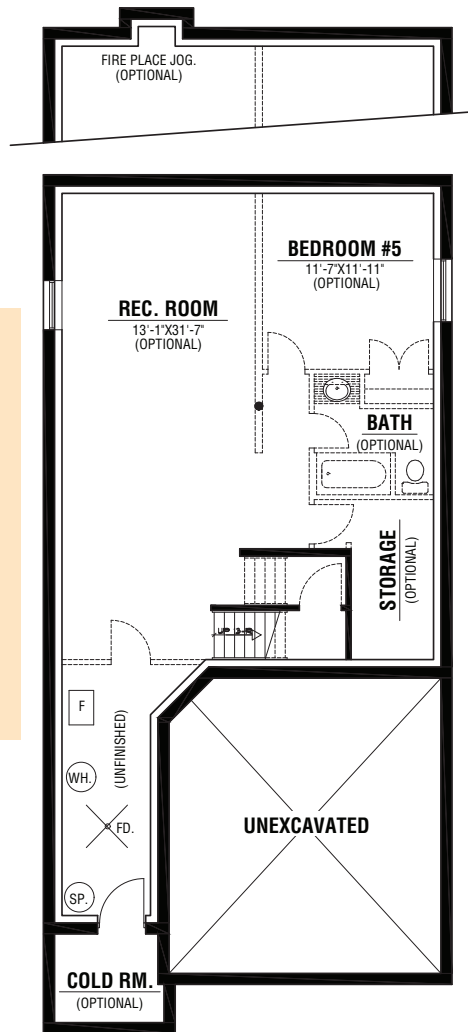 FIRE PLACE JOG.
(OPTIONAL)
BEDROOM #5
11'-7"X11'-11"
(OPTIONAL)
REC. ROOM
13'-1"X31'-7"
(OPTIONAL)
BATH
(OPTIONAL)
STORAGE
(OPTIONAL)
F
(UNFINISHED)
WH.
FD.
SP.
UNEXCAVATED
COLD RM.
(OPTIONAL)